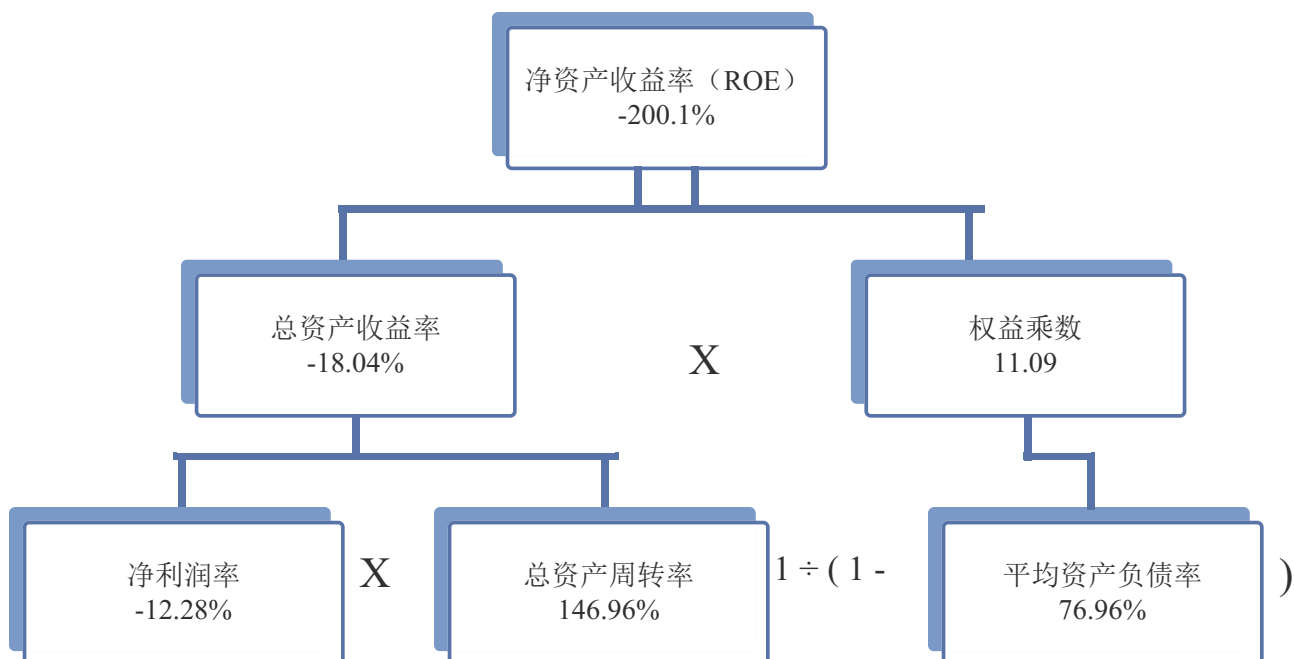 净资产收益率（ROE）
-200.1%
总资产收益率
-18.04%
X
权益乘数
11.09
净利润率
-12.28%
X
总资产周转率
146.96%
1 ÷ ( 1 -
平均资产负债率
76.96%
)